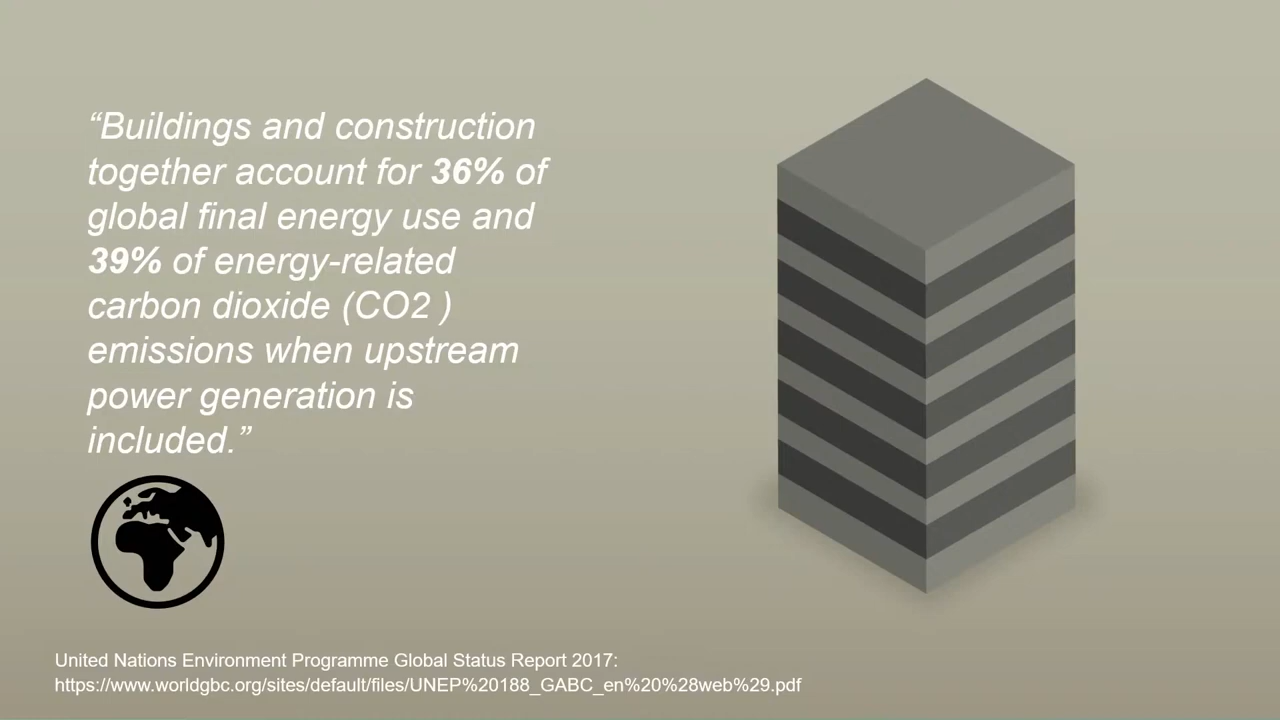 “Buildings and construction
together account for 36% of
global final energy use and
39% of energy-related
carbon dioxide (CO2 )
emissions when upstream
power generation is
included.”
United Nations Environment Programme Global Status Report 2017:
https://www.worldgbc.org/sites/default/files/UNEP%20188_GABC_en%20%28web%29.pdf